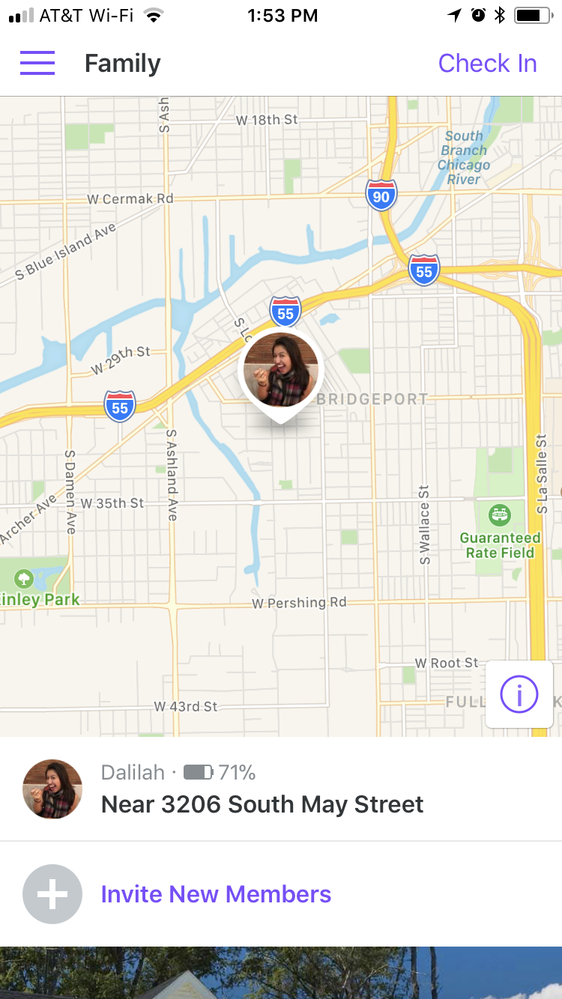 AT&T Wi-Fi 1:53 PM
Family Check In
S Ash
W 18th St
South
Branch
Chicago
River
90
W Cermak Rd
S Blue Island Ave
55
55
S Lo
W 29th St
BRIDGEPORT
55
S Damen Ave
S Ashland Ave
S La Salle St
W 35th St
Archer Ave
S Wallace St
Guaranteed
Rate Field
inley Park
W Pershing Rd
W Root St
FULL K
W 43rd St
i
Dalilah · 71%
Near 3206 South May Street
Invite New Members